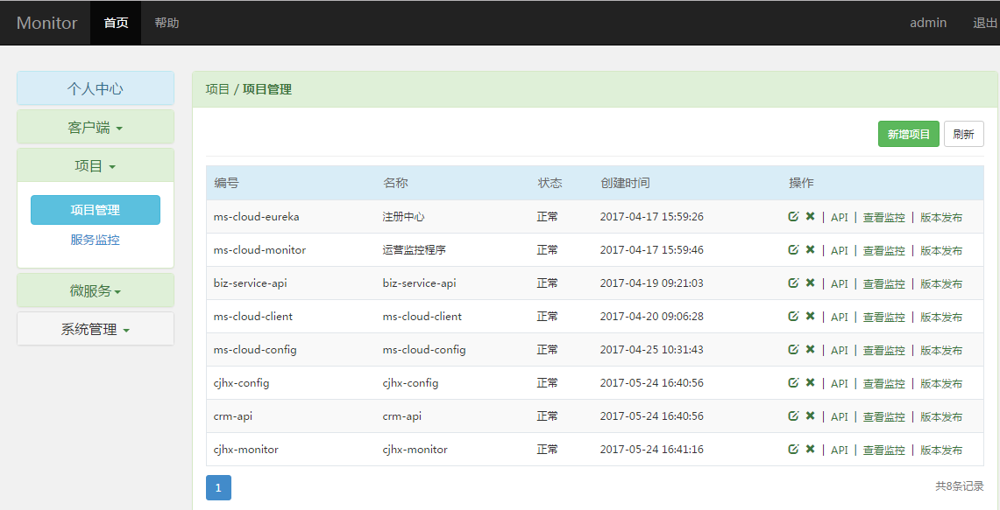 Monitor 首页 帮助 admin 退出
个人中心
客户端
项目
项目管理
服务监控
微服务
系统管理
项目 / 项目管理
新增项目 刷新
编号 名称 状态 创建时间 操作
ms-cloud-eureka 注册中心 正常 2017-04-17 15:59:26 | API | 查看监控 | 版本发布
ms-cloud-monitor 运营监控程序 正常 2017-04-17 15:59:46 | API | 查看监控 | 版本发布
biz-service-api biz-service-api 正常 2017-04-19 09:21:03 | API | 查看监控 | 版本发布
ms-cloud-client ms-cloud-client 正常 2017-04-20 09:06:28 | API | 查看监控 | 版本发布
ms-cloud-config ms-cloud-config 正常 2017-04-25 10:31:43 | API | 查看监控 | 版本发布
cjhx-config cjhx-config 正常 2017-05-24 16:40:56 | API | 查看监控 | 版本发布
crm-api crm-api 正常 2017-05-24 16:40:56 | API | 查看监控 | 版本发布
cjhx-monitor cjhx-monitor 正常 2017-05-24 16:41:16 | API | 查看监控 | 版本发布
1 共8条记录